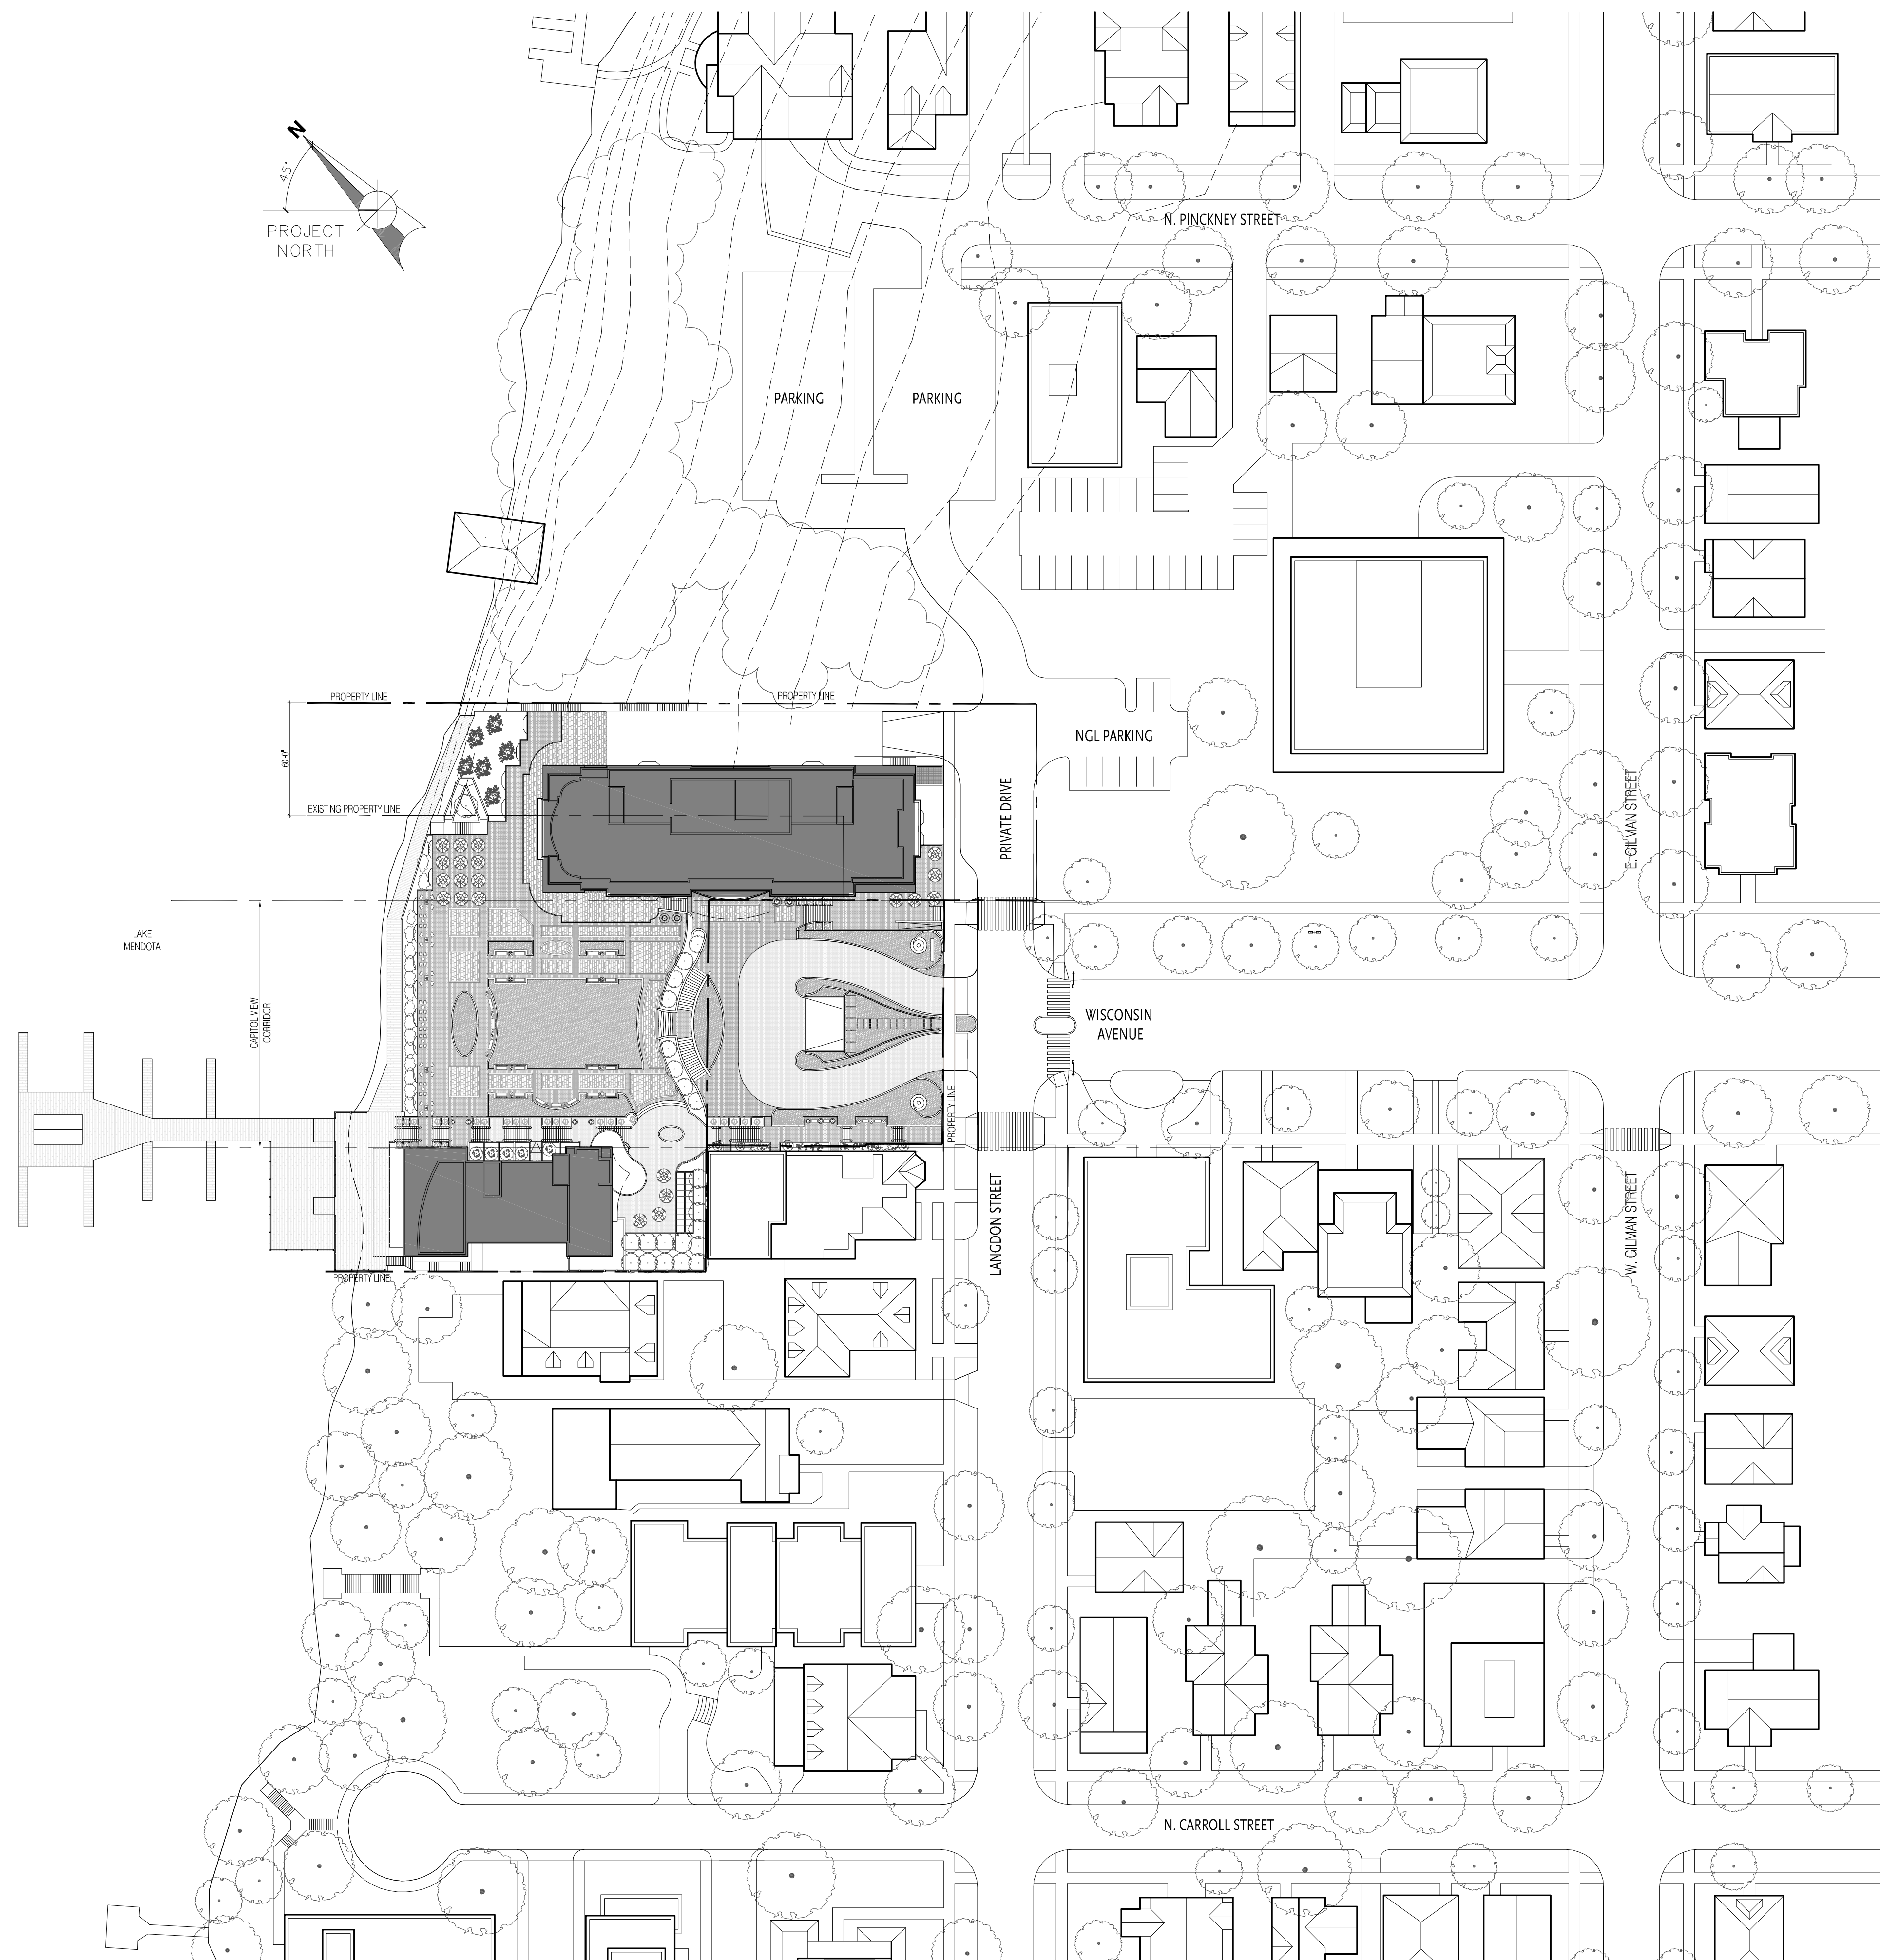 N
45°
PROJECT
NORTH
N. PINCKNEY STREET
PARKING
PARKING
PROPERTY LINE
PROPERTY LINE
60'-0"
NGL PARKING
EXISTING PROPERTY LINE
PRIVATE DRIVE
E. GILMAN STREET
LAKE
MENDOTA
CAPITOL VIEW
CORRIDOR
WISCONSIN
AVENUE
PROPERTY LINE
LANGDON STREET
W. GILMAN STREET
PROPERTY LINE
N. CARROLL STREET